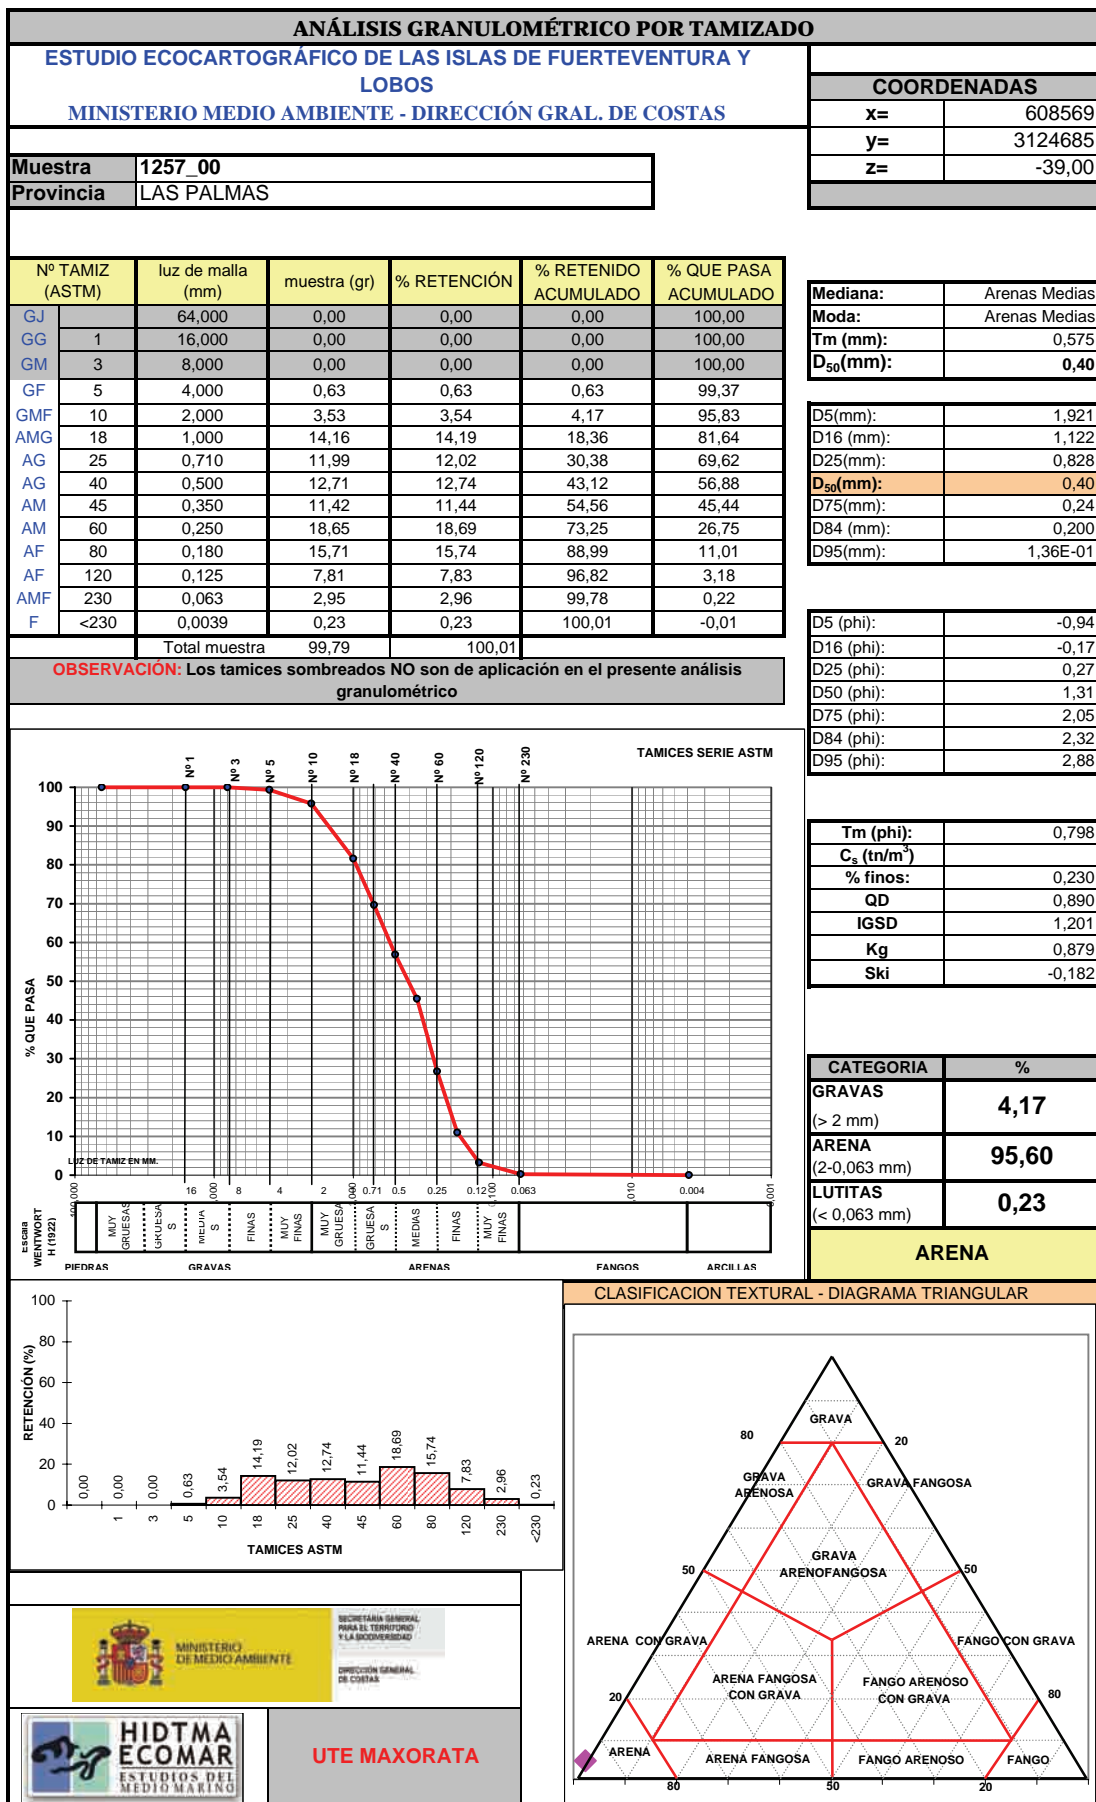 ANÁLISIS GRANULOMÉTRICO POR TAMIZADO
ESTUDIO ECOCARTOGRÁFICO DE LAS ISLAS DE FUERTEVENTURA Y
LOBOS
MINISTERIO MEDIO AMBIENTE - DIRECCIÓN GRAL. DE COSTAS
COORDENADAS
x= 608569
y= 3124685
z= -39,00
Muestra 1257_00
Provincia LAS PALMAS
Nº TAMIZ (ASTM) luz de malla (mm) muestra (gr) % RETENCIÓN % RETENIDO ACUMULADO % QUE PASA ACUMULADO
GJ 64,000 0,00 0,00 0,00 100,00
GG 1 16,000 0,00 0,00 0,00 100,00
GM 3 8,000 0,00 0,00 0,00 100,00
GF 5 4,000 0,63 0,63 0,63 99,37
GMF 10 2,000 3,53 3,54 4,17 95,83
AMG 18 1,000 14,16 14,19 18,36 81,64
AG 25 0,710 11,99 12,02 30,38 69,62
AG 40 0,500 12,71 12,74 43,12 56,88
AM 45 0,350 11,42 11,44 54,56 45,44
AM 60 0,250 18,65 18,69 73,25 26,75
AF 80 0,180 15,71 15,74 88,99 11,01
AF 120 0,125 7,81 7,83 96,82 3,18
AMF 230 0,063 2,95 2,96 99,78 0,22
F <230 0,0039 0,23 0,23 100,01 -0,01
Total muestra 99,79 100,01
OBSERVACIÓN: Los tamices sombreados NO son de aplicación en el presente análisis
granulométrico
Mediana: Arenas Medias
Moda: Arenas Medias
Tm (mm): 0,575
D50(mm): 0,40
D5(mm): 1,921
D16 (mm): 1,122
D25(mm): 0,828
D50(mm): 0,40
D75(mm): 0,24
D84 (mm): 0,200
D95(mm): 1,36E-01
D5 (phi): -0,94
D16 (phi): -0,17
D25 (phi): 0,27
D50 (phi): 1,31
D75 (phi): 2,05
D84 (phi): 2,32
D95 (phi): 2,88
Tm (phi): 0,798
Cs (tn/m3)
% finos: 0,230
QD 0,890
IGSD 1,201
Kg 0,879
Ski -0,182
CATEGORIA %
GRAVAS
(> 2 mm) 4,17
ARENA
(2-0,063 mm) 95,60
LUTITAS
(< 0,063 mm) 0,23
ARENA
TAMICES SERIE ASTM
Nº 1 Nº 3 Nº 5 Nº 10 Nº 18 Nº 40 Nº 60 Nº 120 Nº 230
% QUE PASA
100
90
80
70
60
50
40
30
20
10
0
LUZ DE TAMIZ EN MM.
16 8 4 2 0.71 0.5 0.25 0.12 0.063 0.004
Escala
WENTWORT
H (1922)
MUY GRUESAS
GRUESA S
MEDIA S
FINAS
MUY FINAS
MUY GRUESA
GRUESA S
MEDIAS
FINAS
MUY FINAS
PIEDRAS GRAVAS ARENAS FANGOS ARCILLAS
RETENCIÓN (%)
100
80
60
40
20
0
0,00 0,00 0,00 0,63 3,54 14,19 12,02 12,74 11,44 18,69 15,74 7,83 2,96 0,23
1 3 5 10 18 25 40 45 60 80 120 230 <230
TAMICES ASTM
CLASIFICACION TEXTURAL - DIAGRAMA TRIANGULAR
GRAVA
80 20
GRAVA
ARENOSA
GRAVA FANGOSA
GRAVA
ARENOFANGOSA
50 50
ARENA CON GRAVA
FANGO CON GRAVA
ARENA FANGOSA
CON GRAVA
FANGO ARENOSO
CON GRAVA
20 80
ARENA
ARENA FANGOSA
FANGO ARENOSO
FANGO
80 50 20
MINISTERIO
DE MEDIO AMBIENTE
SECRETARÍA GENERAL
PARA EL TERRITORIO
Y LA BIODIVERSIDAD
DIRECCIÓN GENERAL
DE COSTAS
HIDTMA
ECOMAR
ESTUDIOS DEL
MEDIO MARINO
UTE MAXORATA